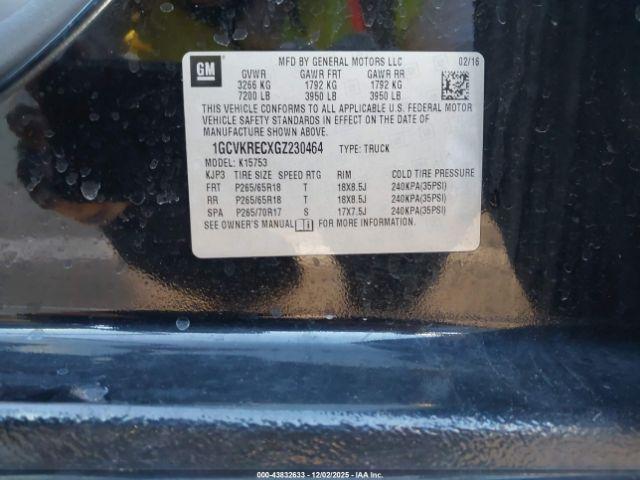 GM
MFD BY GENERAL MOTORS LLC 02/16
GVWR GAWR FRT GAWR RR
3266 KG 1792 KG 1792 KG
7200 LB 3950 LB 3950 LB
THIS VEHICLE CONFORMS TO ALL APPLICABLE U.S. FEDERAL MOTOR
VEHICLE SAFETY STANDARDS IN EFFECT ON THE DATE OF
MANUFACTURE SHOWN ABOVE.
1GCVKRECXGZ230464 TYPE: TRUCK
MODEL: K15753
KJP3 TIRE SIZE SPEED RTG RIM COLD TIRE PRESSURE
FRT P265/65R18 T 18X8.5J 240KPA(35PSI)
RR P265/65R18 T 18X8.5J 240KPA(35PSI)
SPA P265/70R17 S 17X7.5J 240KPA(35PSI)
SEE OWNER'S MANUAL FOR MORE INFORMATION.
000-43832633 - 12/02/2025 - A division of IAA, Inc.